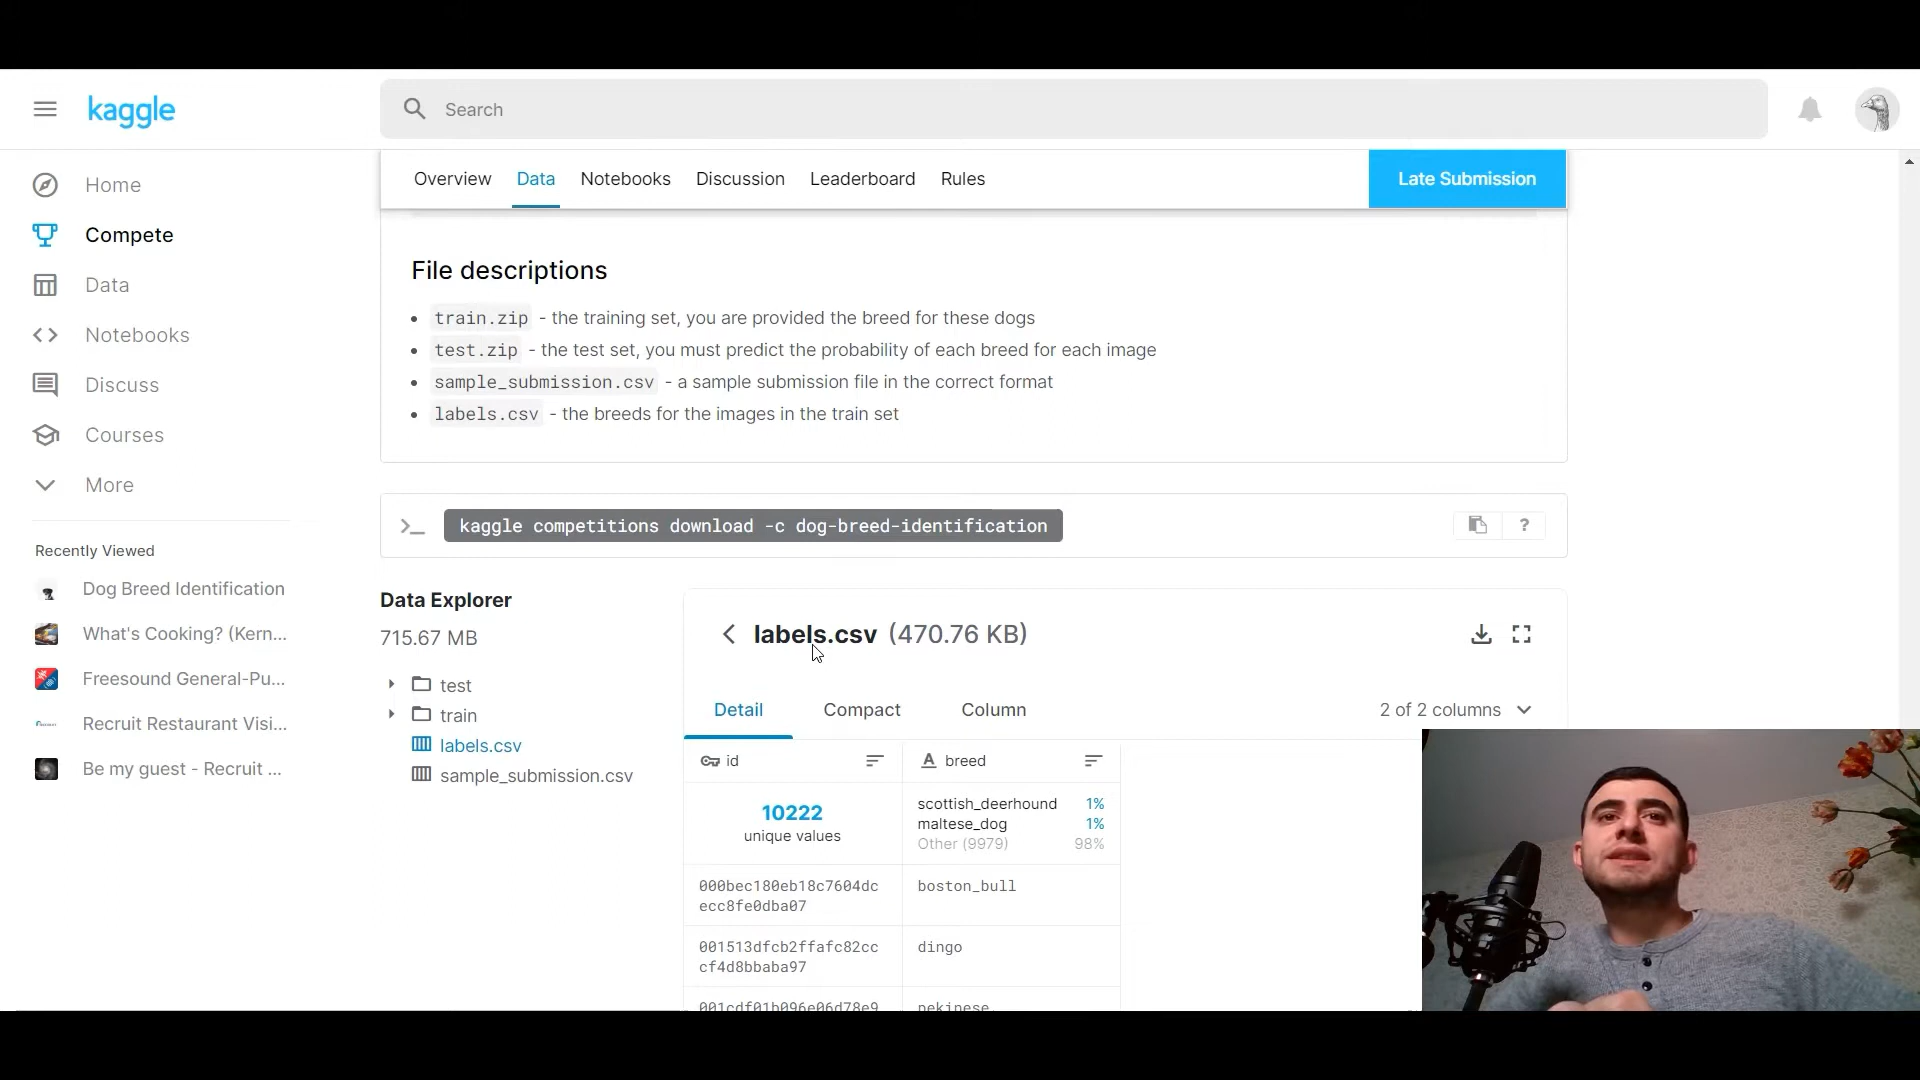 kaggle
Search
Home
Compete
Data
Notebooks
Discuss
Courses
More
Recently Viewed
Dog Breed Identification
What's Cooking? (Kern...
Freesound General-Pu...
Recruit Restaurant Visi...
Be my guest - Recruit ...
Overview Data Notebooks Discussion Leaderboard Rules
Late Submission
File descriptions
• train.zip - the training set, you are provided the breed for these dogs
• test.zip - the test set, you must predict the probability of each breed for each image
• sample_submission.csv - a sample submission file in the correct format
• labels.csv - the breeds for the images in the train set
>_ kaggle competitions download -c dog-breed-identification
?
Data Explorer
715.67 MB
test
train
labels.csv
sample_submission.csv
< labels.csv (470.76 KB)
Detail Compact Column
2 of 2 columns
id
A breed
10222
unique values
scottish_deerhound 1%
maltese_dog 1%
Other (9979) 98%
000bec180eb18c7604dc
ecc8fe0dba07
boston_bull
001513dfcb2ffafc82cc
cf4d8bbaba97
dingo
001cdf01b096e06d78e9
pekinese